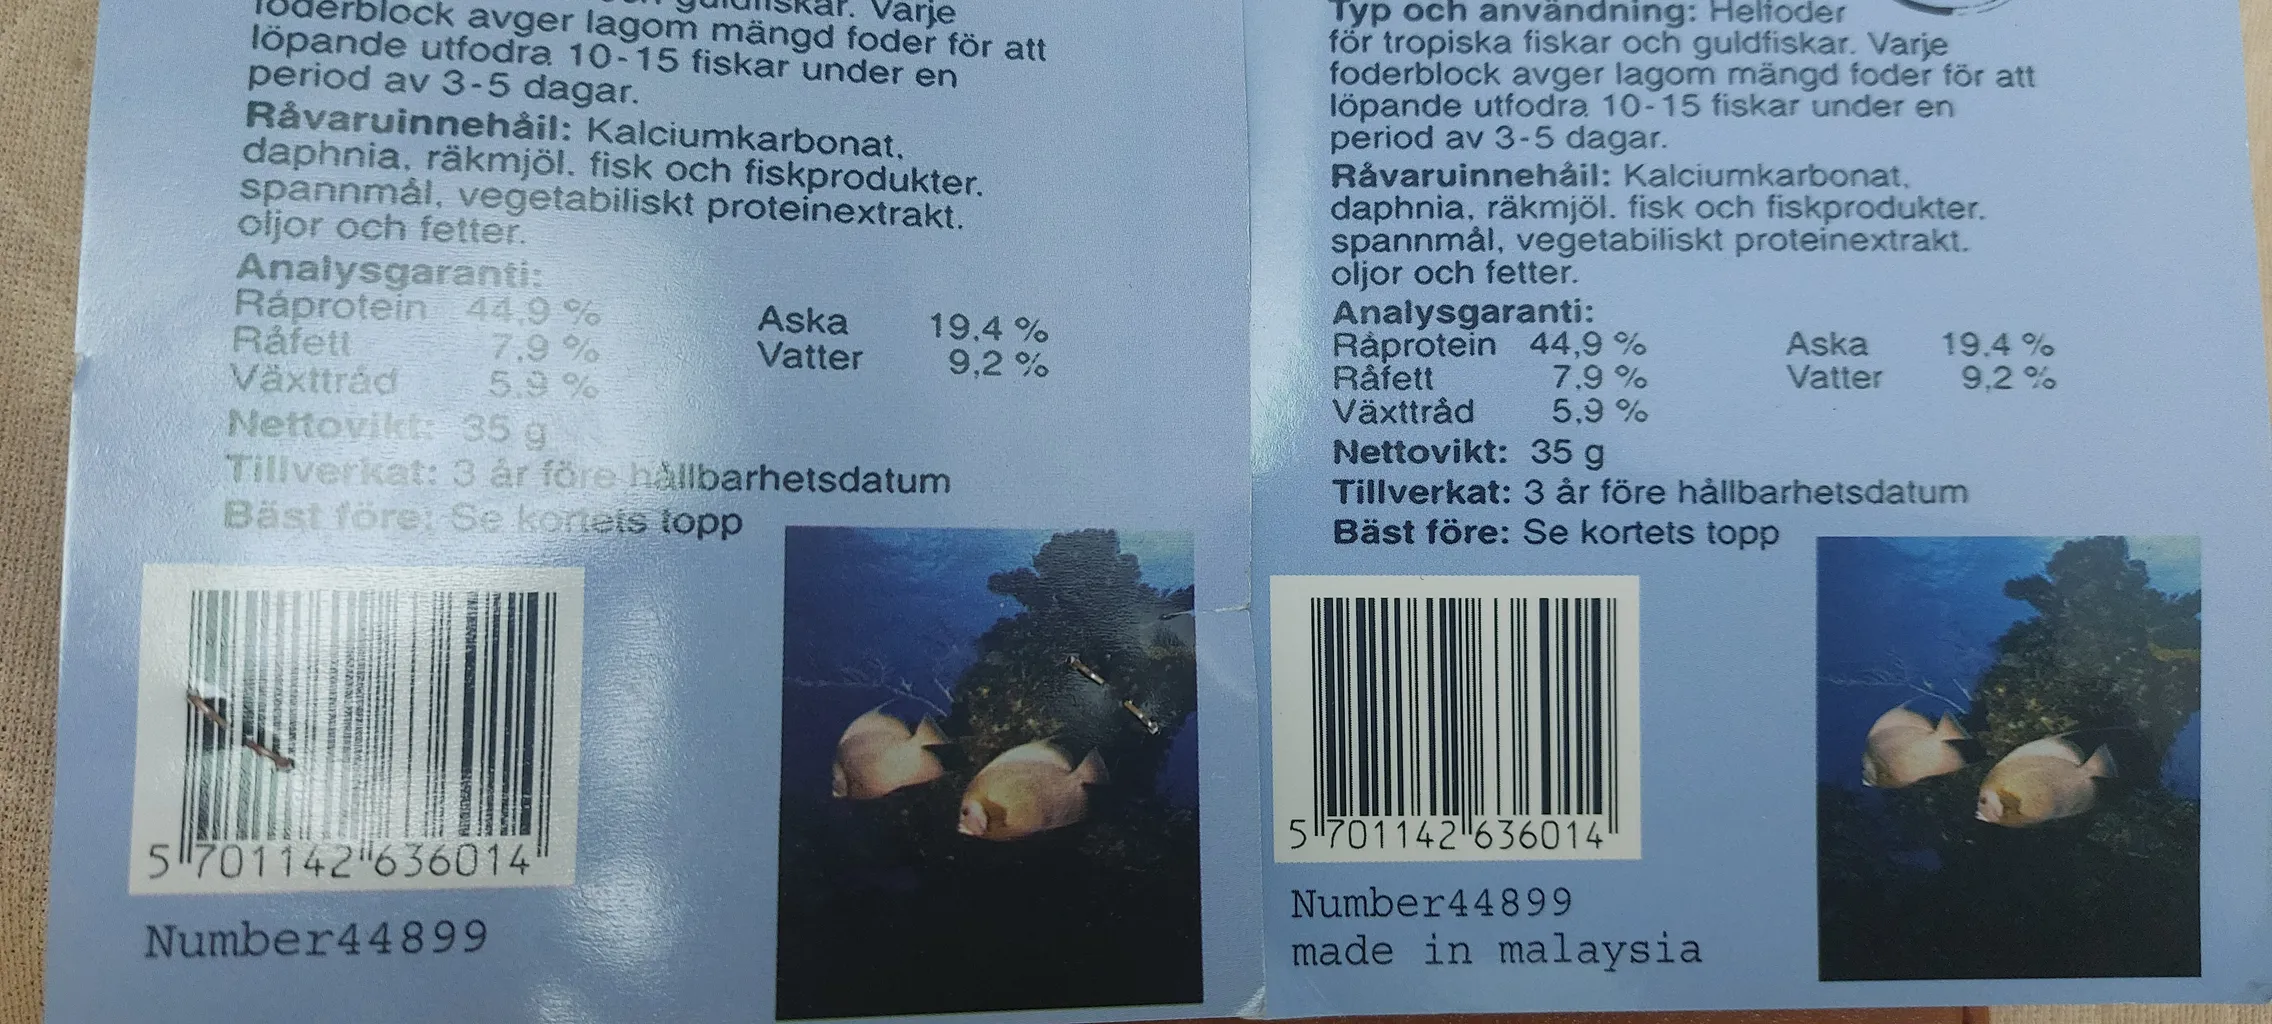 guldfiskar. Varje
foderblock avger lagom mängd foder för att
löpande utfodra 10-15 fiskar under en
period av 3-5 dagar.
Råvaruinnehåil: Kalciumkarbonat,
daphnia, räkmjöl. fisk och fiskprodukter.
spannmål, vegetabiliskt proteinextrakt.
oljor och fetter.
Analysgaranti:
Råprotein 44,9 % Aska 19.4 %
Råfett 7.9 % Vatter 9,2 %
Växttråd 5.9 %
Nettovikt: 35 g
Tillverkat: 3 år före hållbarhetsdatum
Bäst före: Se kortets topp
5 701142 636014
Number44899
Typ och användning: Helfoder
för tropiska fiskar och guldfiskar. Varje
foderblock avger lagom mängd foder för att
löpande utfodra 10-15 fiskar under en
period av 3-5 dagar.
Råvaruinnehåil: Kalciumkarbonat,
daphnia, räkmjöl. fisk och fiskprodukter.
spannmål, vegetabiliskt proteinextrakt.
oljor och fetter.
Analysgaranti:
Råprotein 44,9 % Aska 19.4 %
Råfett 7.9 % Vatter 9.2 %
Växttråd 5,9 %
Nettovikt: 35 g
Tillverkat: 3 år före hållbarhetsdatum
Bäst före: Se kortets topp
5 701142 636014
Number44899
made in malaysia